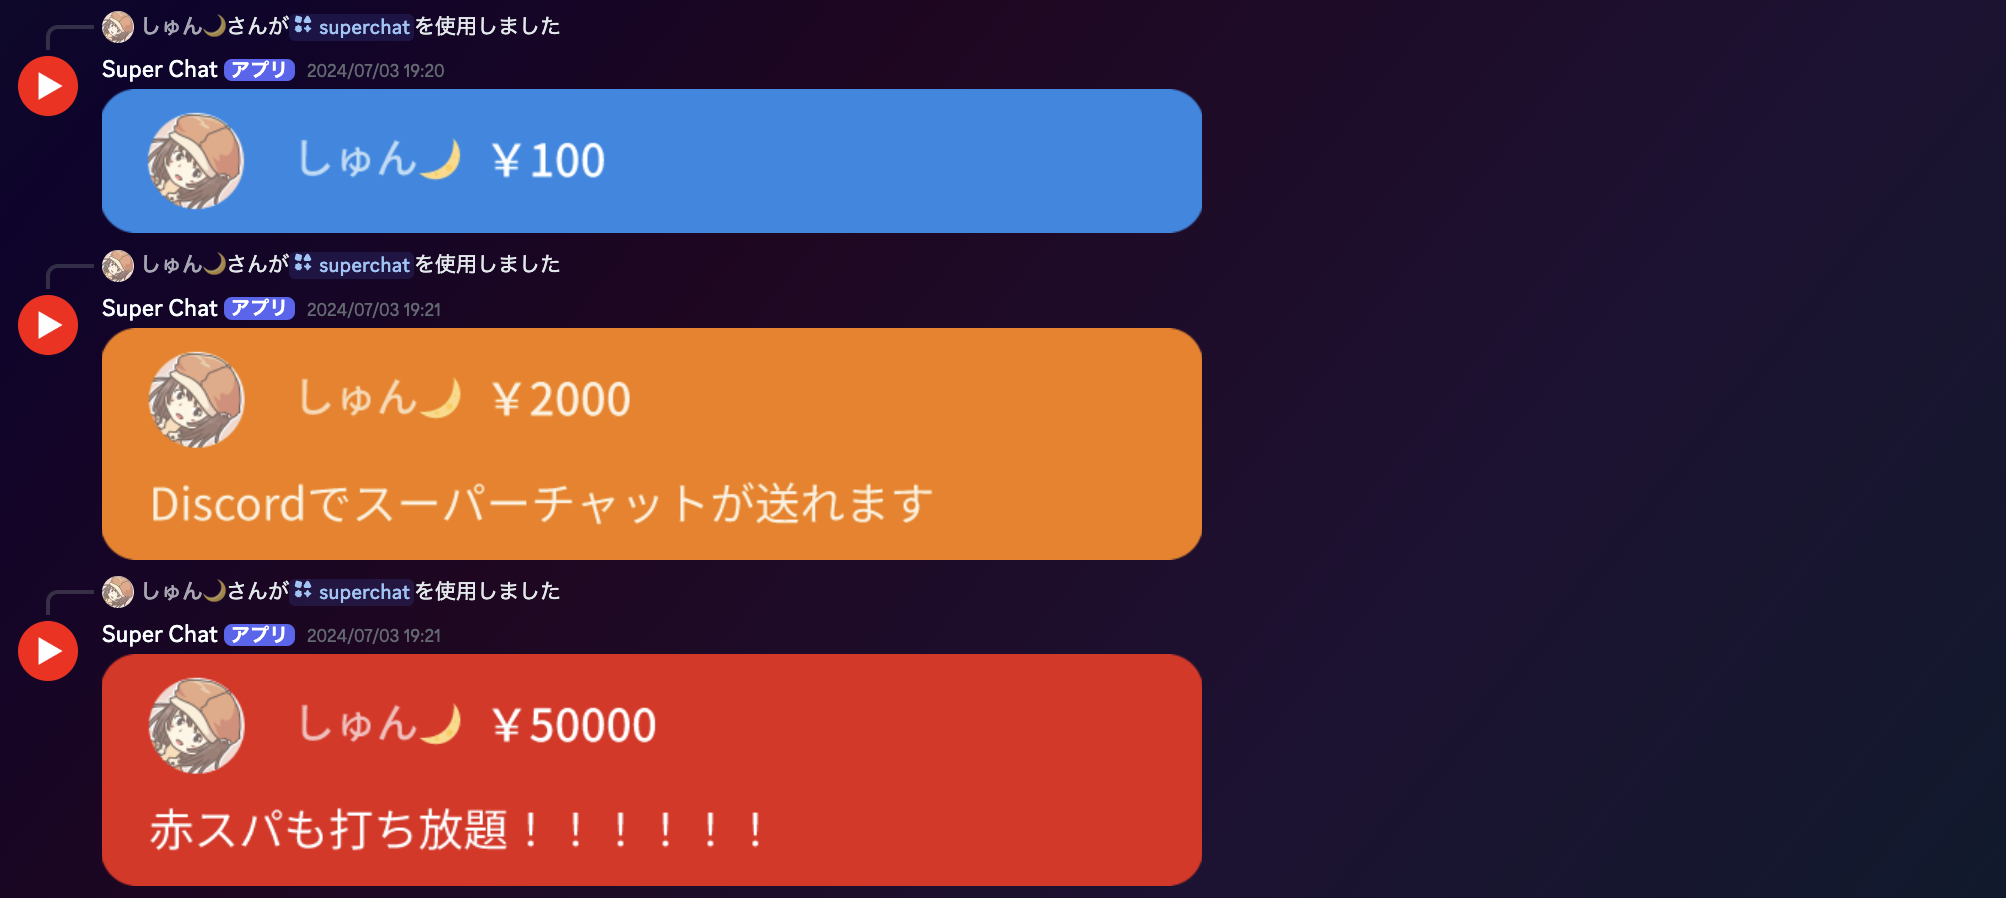 しゅん🌙さんが superchat を使用しました
Super Chat アプリ 2024/07/03 19:20
しゅん🌙 ￥100
しゅん🌙さんが superchat を使用しました
Super Chat アプリ 2024/07/03 19:21
しゅん🌙 ￥2000
Discordでスーパーチャットが送れます
しゅん🌙さんが superchat を使用しました
Super Chat アプリ 2024/07/03 19:21
しゅん🌙 ￥50000
赤スパも打ち放題！！！！！！